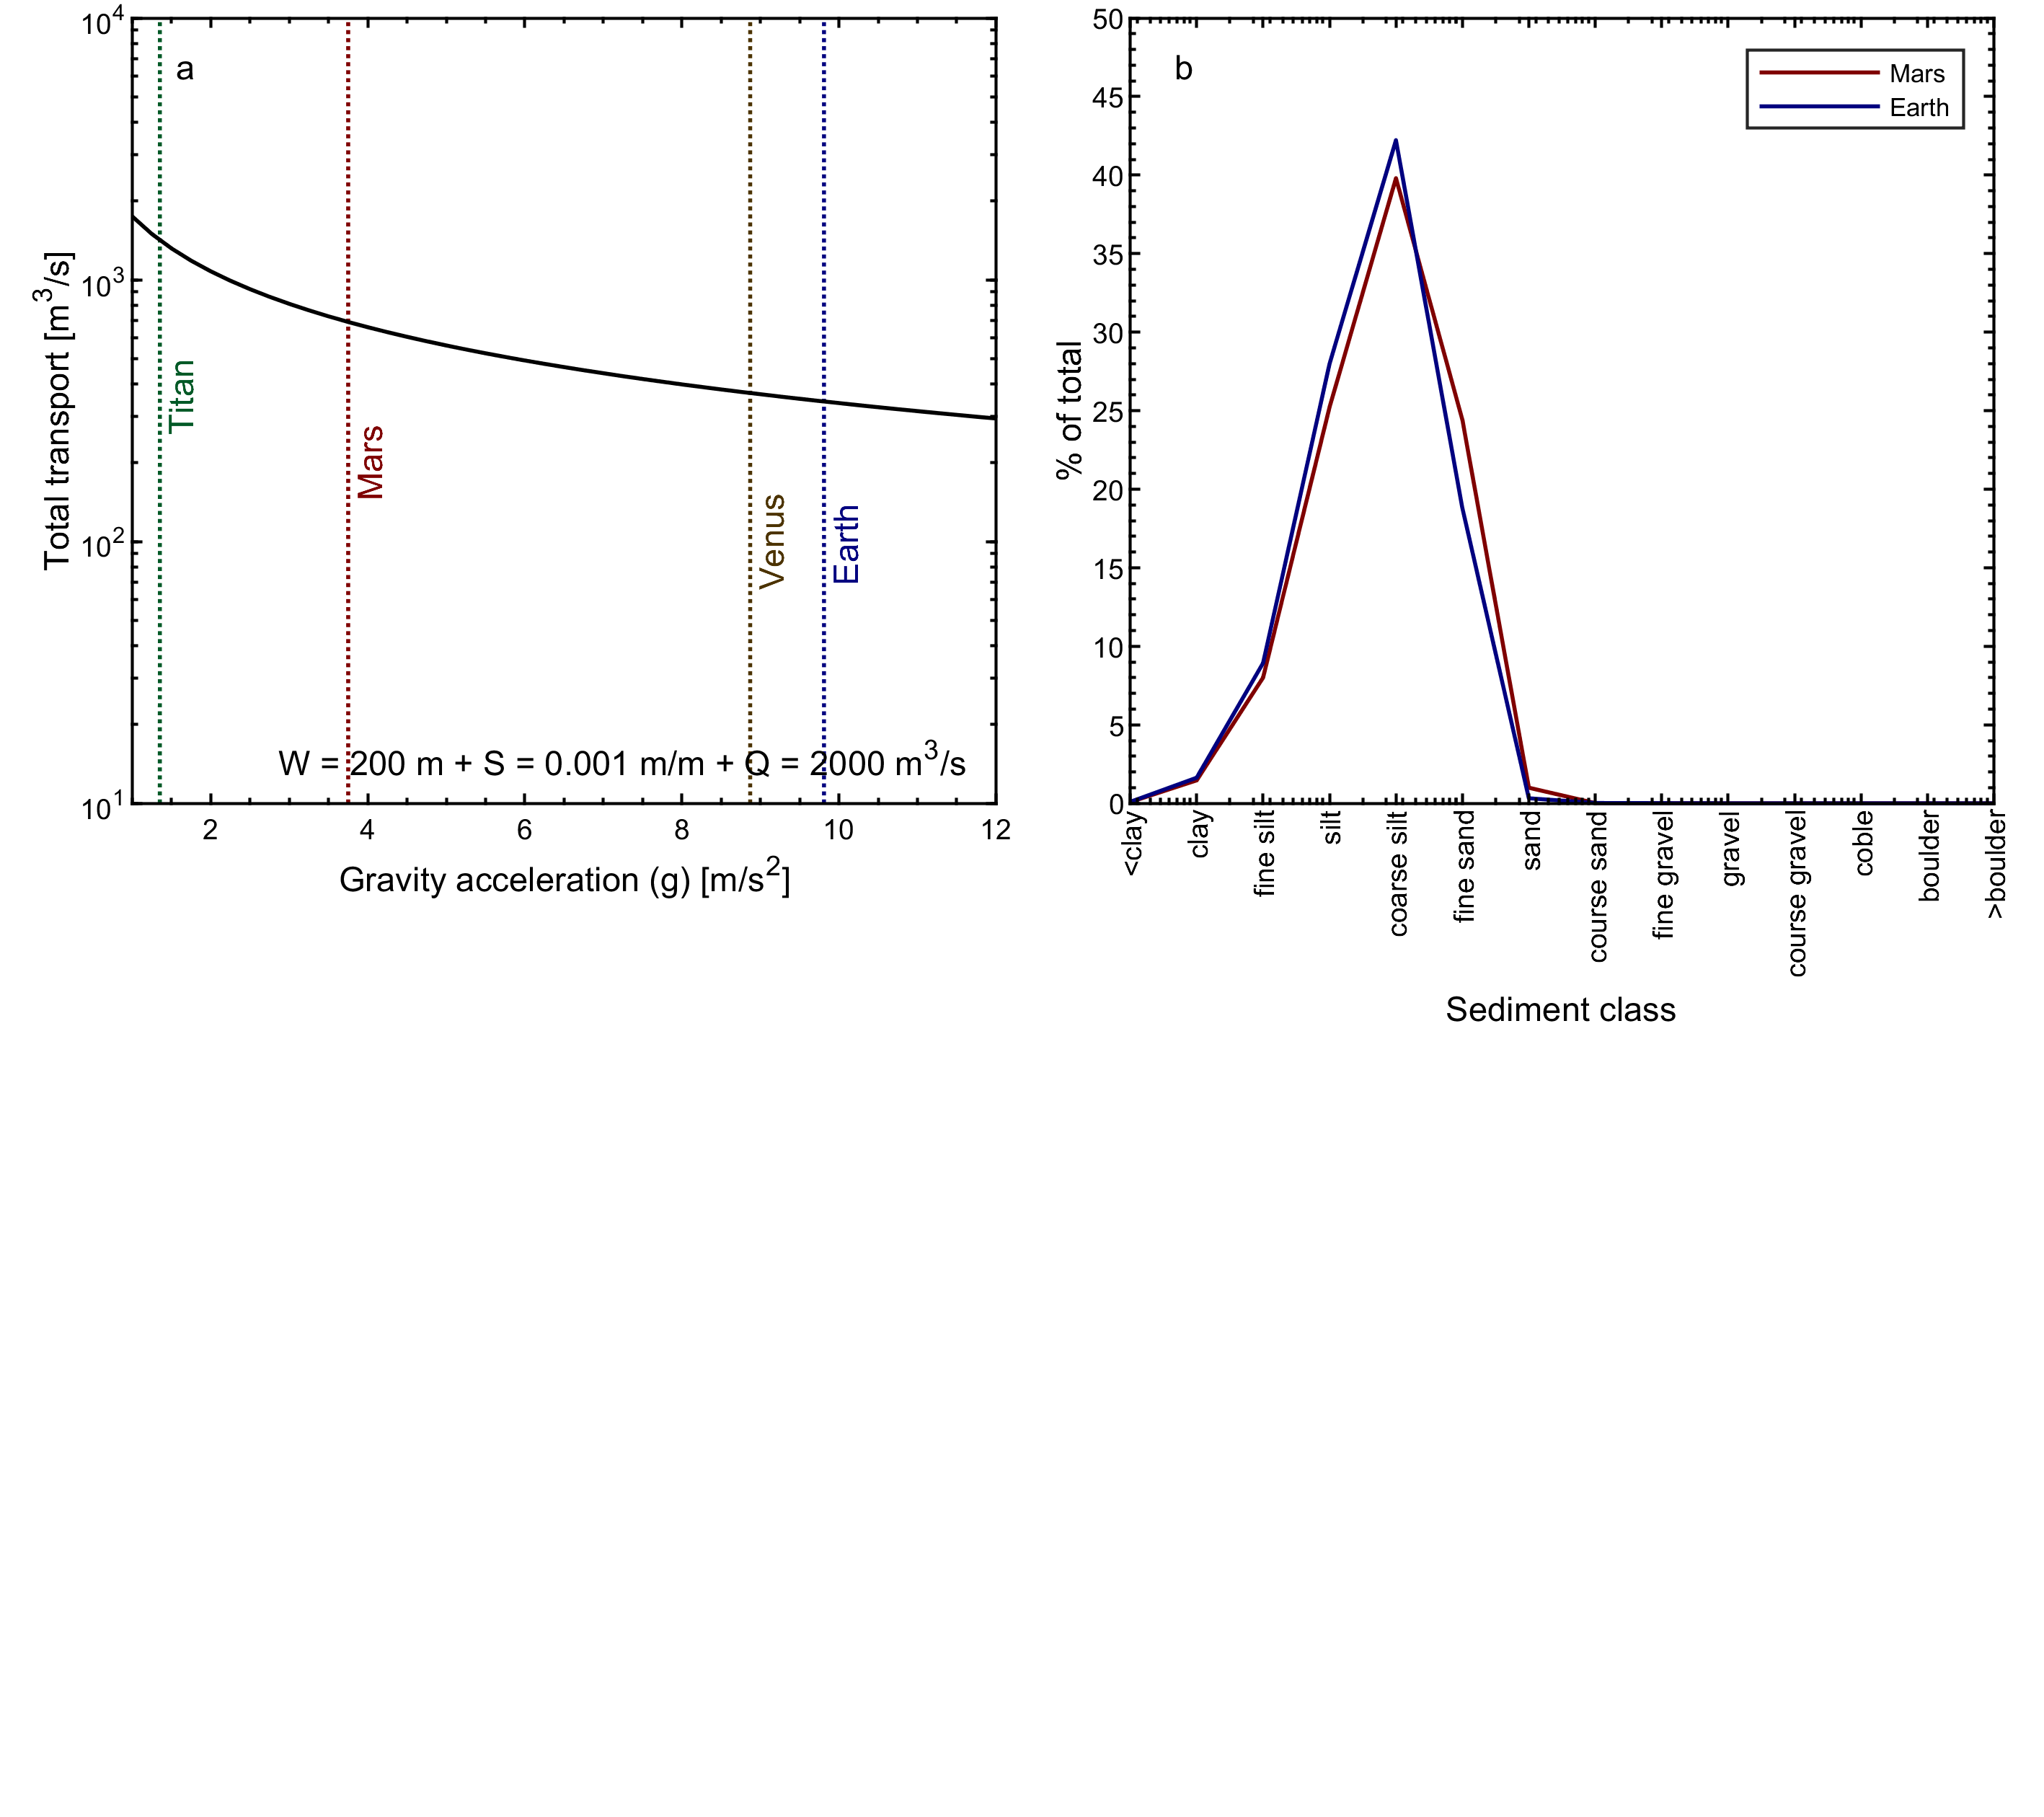 a
10^4
10^3
10^2
10^1
Total transport [m^3/s]
Titan
Mars
Venus
Earth
W = 200 m + S = 0.001 m/m + Q = 2000 m^3/s
2 4 6 8 10 12
Gravity acceleration (g) [m/s^2]
b
Mars
Earth
50
45
40
35
30
25
20
15
10
5
0
% of total
<clay
clay
fine silt
silt
coarse silt
fine sand
sand
course sand
fine gravel
gravel
course gravel
coble
boulder
>boulder
Sediment class